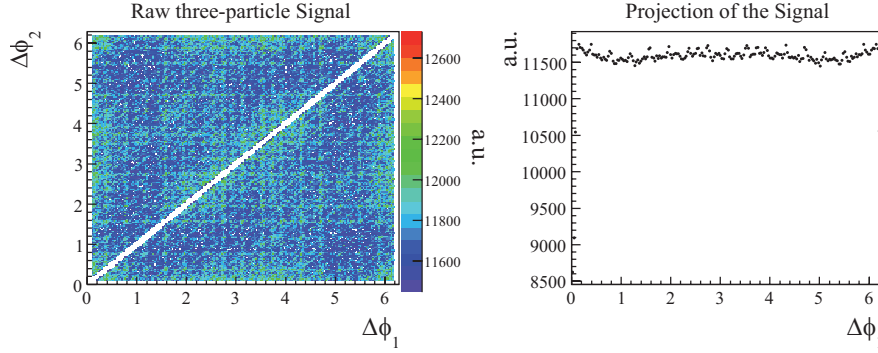 Raw three-particle Signal
Δϕ₂
6
5
4
3
2
1
0
0 1 2 3 4 5 6
Δϕ₁
12600
12400
12200
12000
11800
11600
a.u.
Projection of the Signal
a.u.
11500
11000
10500
10000
9500
9000
8500
0 1 2 3 4 5 6
Δϕ